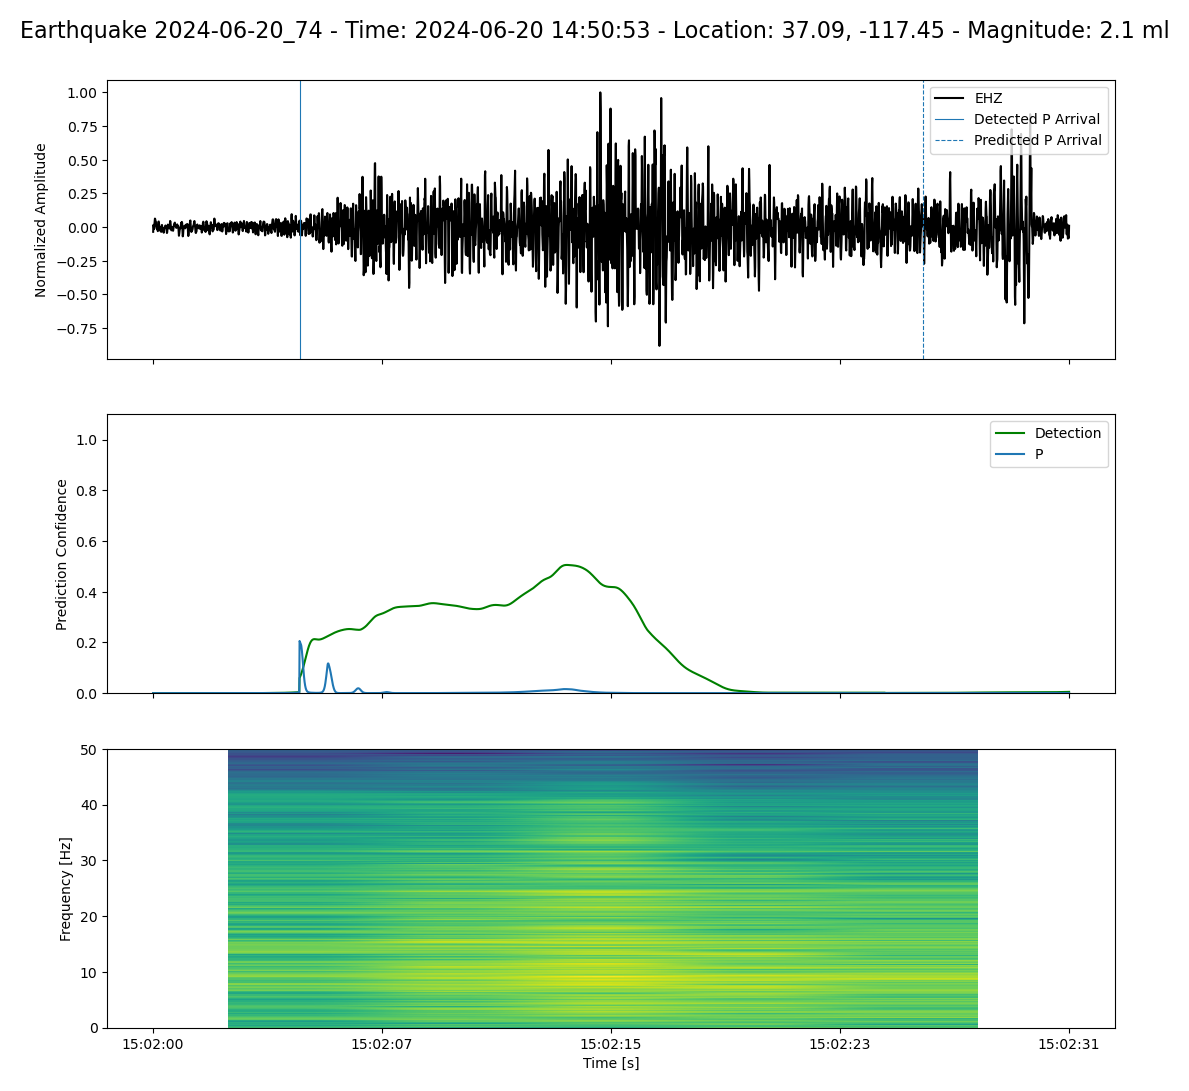 Earthquake 2024-06-20_74 - Time: 2024-06-20 14:50:53 - Location: 37.09, -117.45 - Magnitude: 2.1 ml
1.00
0.75
0.50
0.25
0.00
−0.25
−0.50
−0.75
Normalized Amplitude
EHZ
Detected P Arrival
Predicted P Arrival
1.0
0.8
0.6
0.4
0.2
0.0
Prediction Confidence
Detection
P
50
40
30
20
10
0
Frequency [Hz]
15:02:00 15:02:07 15:02:15 15:02:23 15:02:31
Time [s]